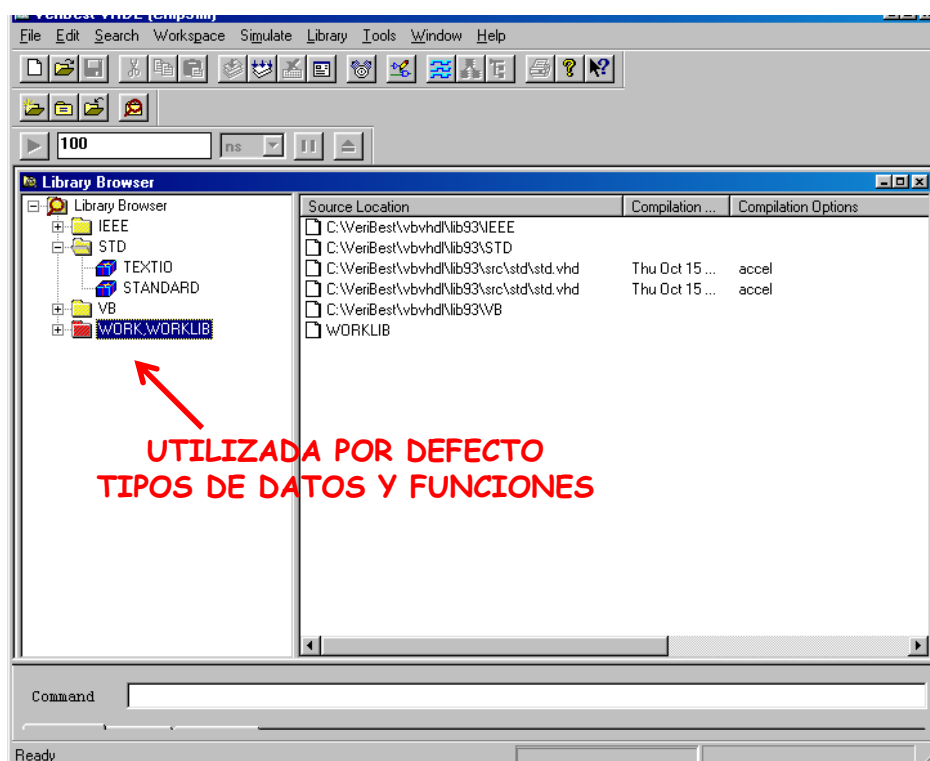 VeriBest VHDL (ChipSim)
File Edit Search Workspace Simulate Library Tools Window Help
100 ns
Library Browser
Library Browser
IEEE
STD
TEXTIO
STANDARD
VB
WORK,WORKLIB
Source Location Compilation ... Compilation Options
C:\VeriBest\vbvhdl\lib93\IEEE
C:\VeriBest\vbvhdl\lib93\STD
C:\VeriBest\vbvhdl\lib93\src\std\std.vhd Thu Oct 15 ... accel
C:\VeriBest\vbvhdl\lib93\src\std\std.vhd Thu Oct 15 ... accel
C:\VeriBest\vbvhdl\lib93\VB
WORKLIB
UTILIZADA POR DEFECTO
TIPOS DE DATOS Y FUNCIONES
Command
Ready